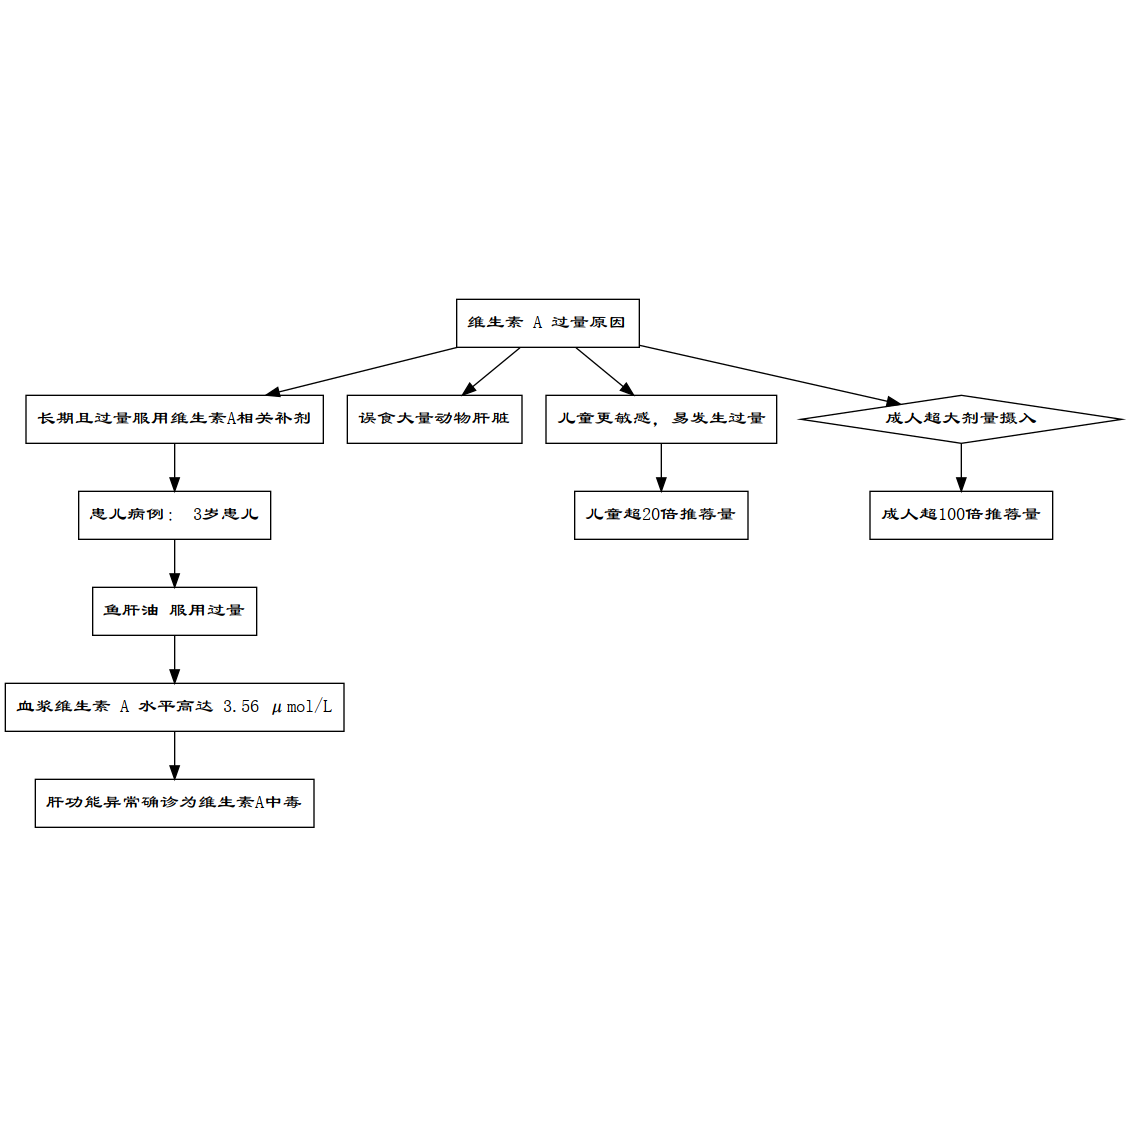 维生素 A 过量原因
长期且过量服用维生素A相关补剂
误食大量动物肝脏
儿童更敏感，易发生过量
成人超大剂量摄入
患儿病例： 3岁患儿
儿童超20倍推荐量
成人超100倍推荐量
鱼肝油 服用过量
血浆维生素 A 水平高达 3.56 μmol/L
肝功能异常确诊为维生素A中毒